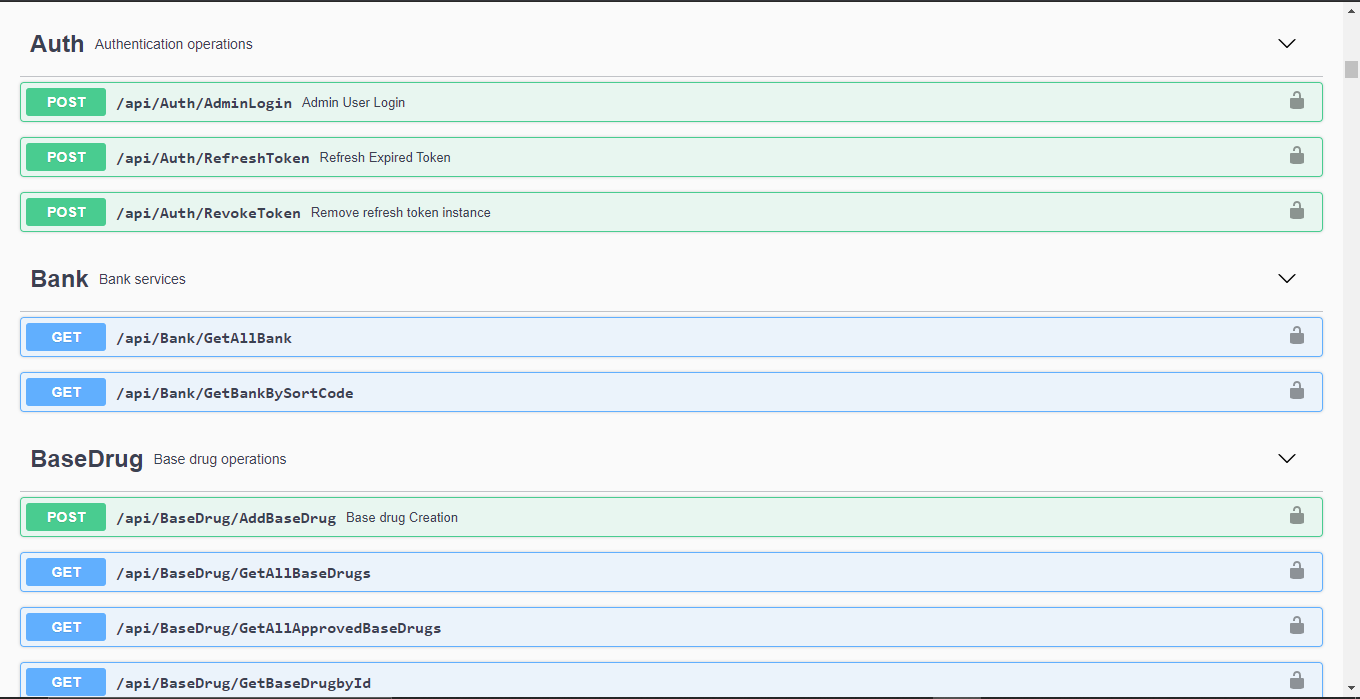 Auth Authentication operations
POST /api/Auth/AdminLogin Admin User Login
POST /api/Auth/RefreshToken Refresh Expired Token
POST /api/Auth/RevokeToken Remove refresh token instance
Bank Bank services
GET /api/Bank/GetAllBank
GET /api/Bank/GetBankBySortCode
BaseDrug Base drug operations
POST /api/BaseDrug/AddBaseDrug Base drug Creation
GET /api/BaseDrug/GetAllBaseDrugs
GET /api/BaseDrug/GetAllApprovedBaseDrugs
GET /api/BaseDrug/GetBaseDrugbyId